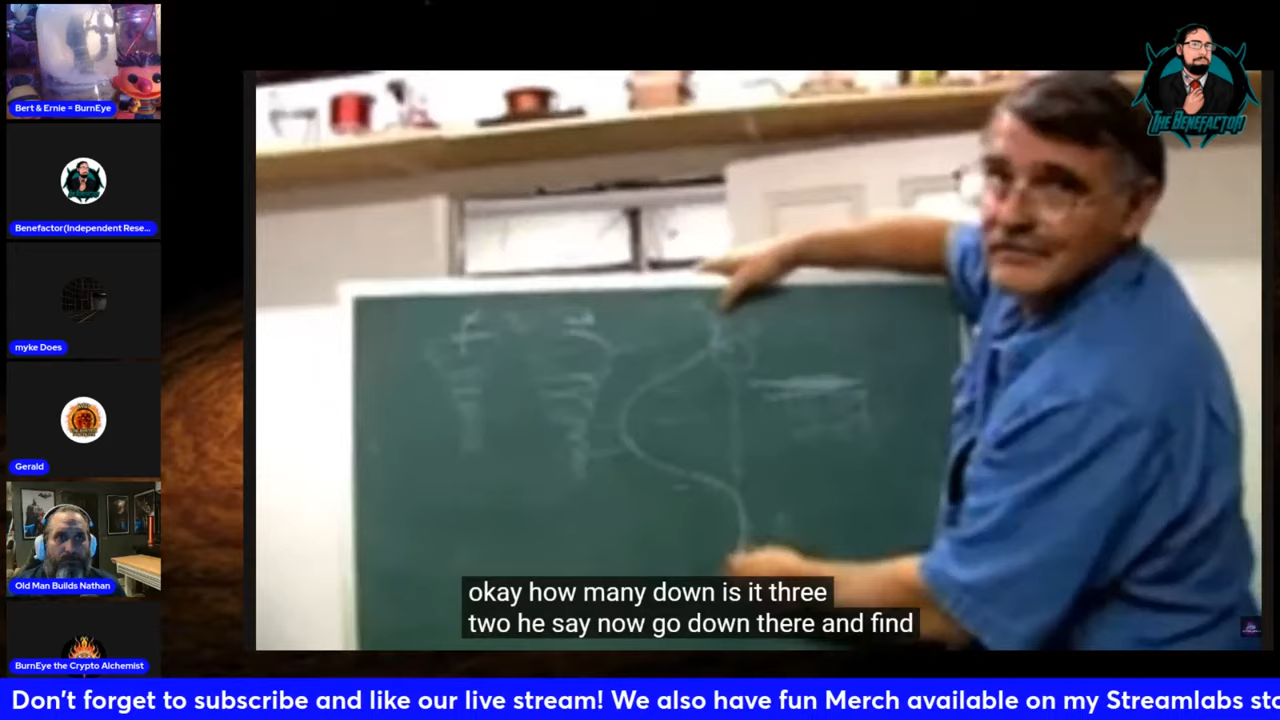 THE BENEFACTOR
Bert & Ernie = BurnEye
Benefactor(Independent Rese...
myke Does
Gerald
Old Man Builds Nathan
BurnEye the Crypto Alchemist
okay how many down is it three
two he say now go down there and find
Don't forget to subscribe and like our live stream! We also have fun Merch available on my Streamlabs sto